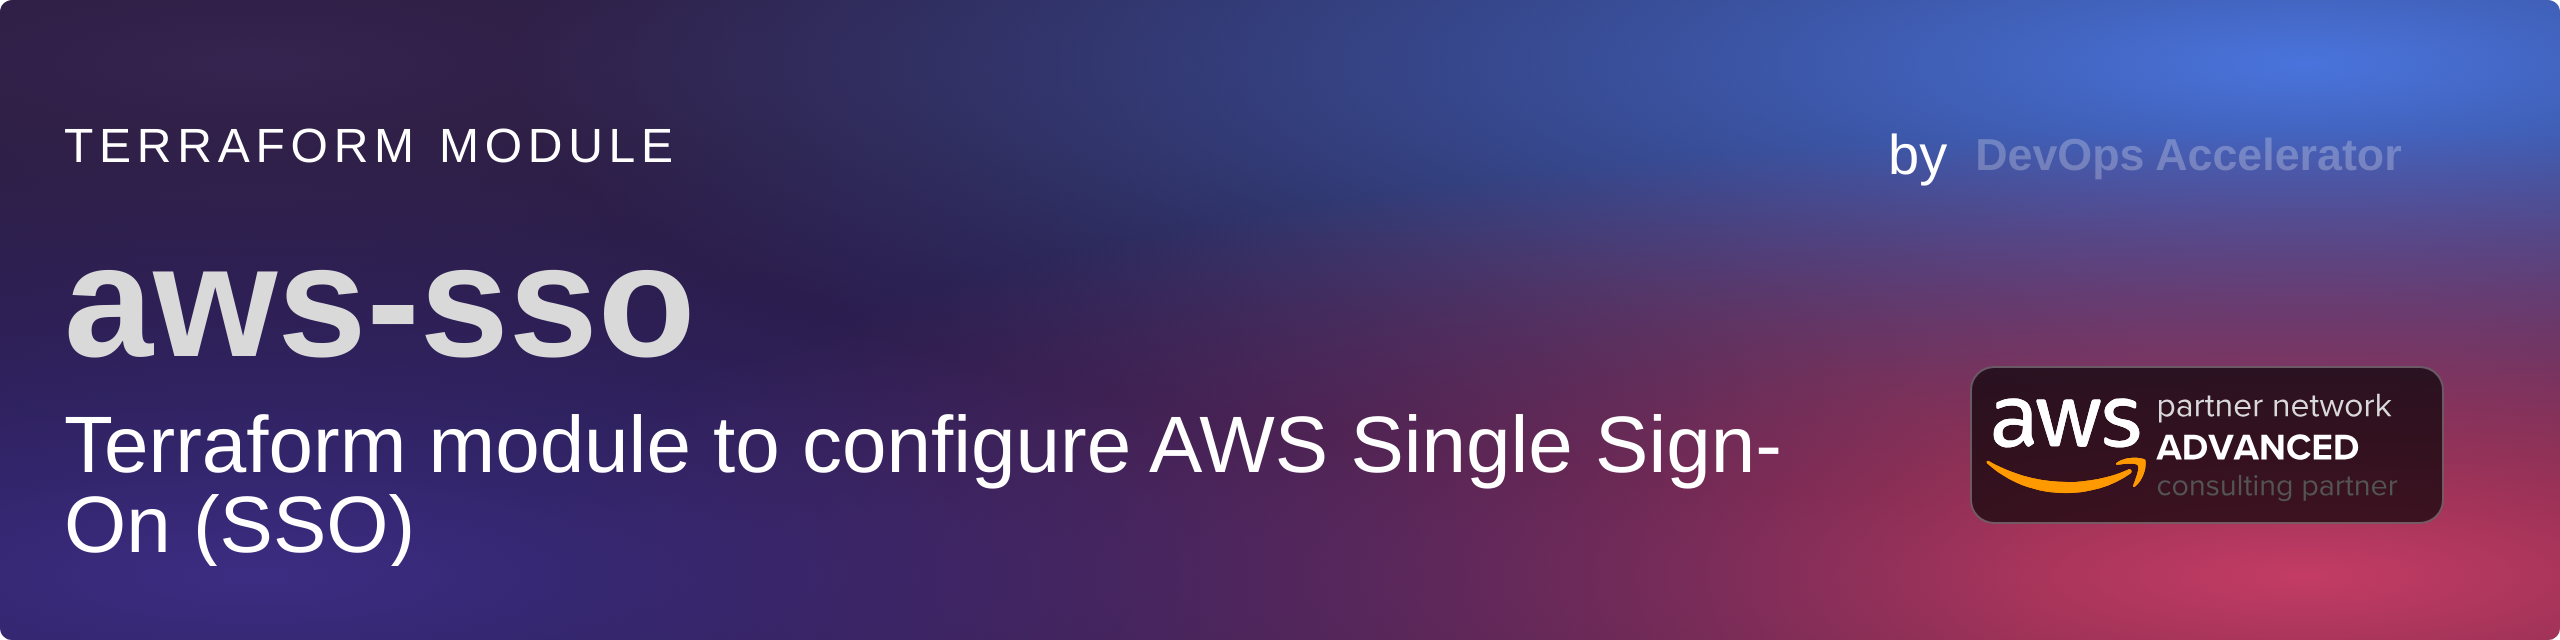 TERRAFORM MODULE
by DevOps Accelerator
aws-sso
Terraform module to configure AWS Single Sign-
On (SSO)
aws partner network
ADVANCED
consulting partner